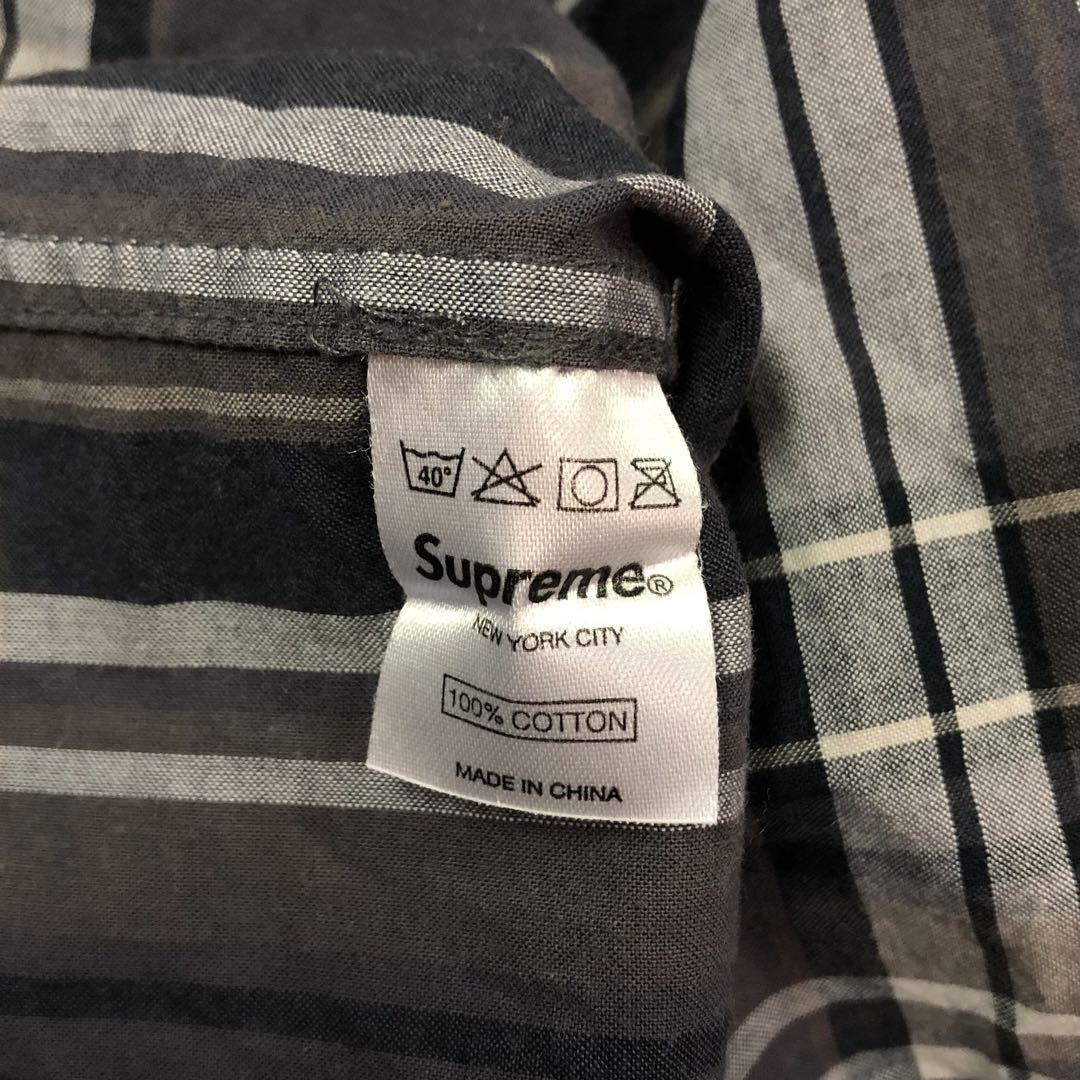 40°
Supreme®
NEW YORK CITY
100% COTTON
MADE IN CHINA